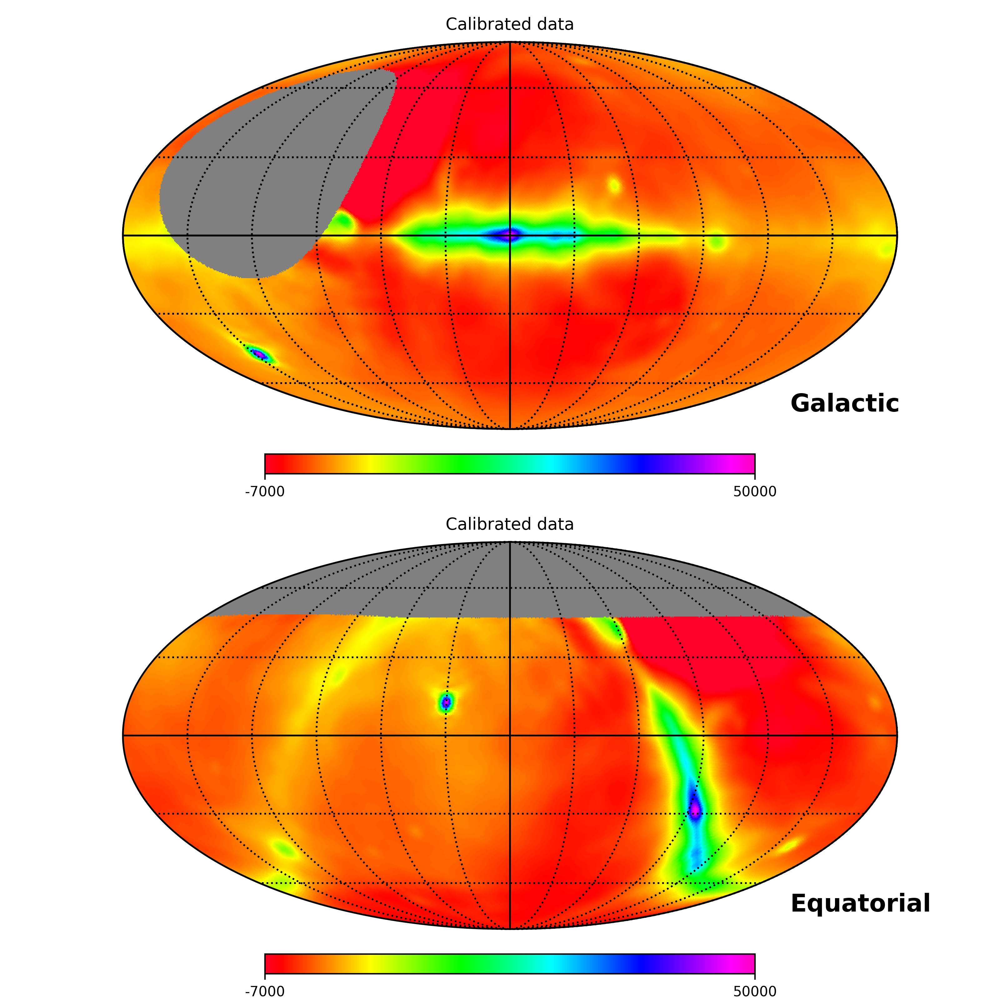 Calibrated data
Galactic
-7000 50000
Calibrated data
Equatorial
-7000 50000